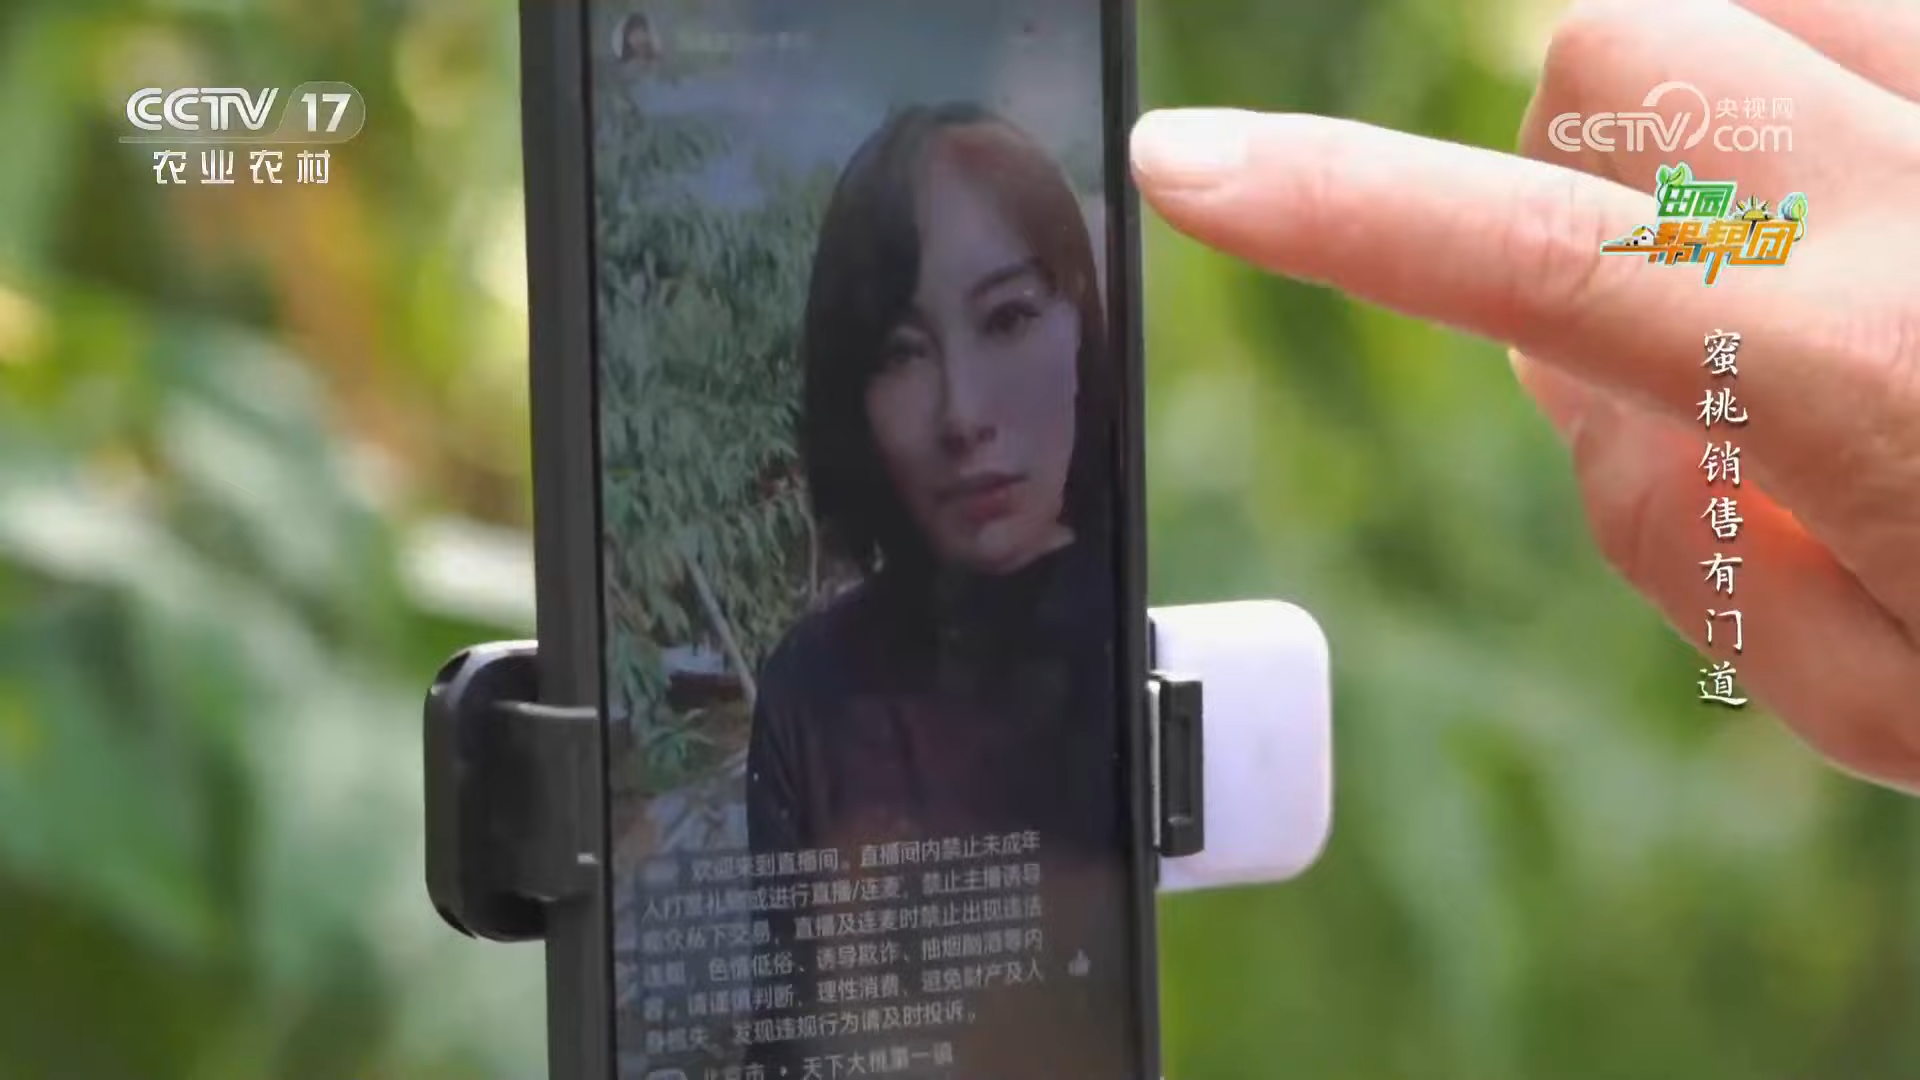 CCTV 17
农业农村
央视网
CCTV.com
田园
帮帮团
蜜桃销售有门道
欢迎来到直播间。直播间内禁止未成年
人打赏礼物或进行直播/连麦，禁止主播诱导
观众私下交易，直播及连麦时禁止出现违法
违规，色情低俗、诱导欺诈、抽烟酗酒等内
容。请谨慎判断、理性消费、避免财产及人
身损失、发现违规行为请及时投诉。
北京市·天下大桃第一镇